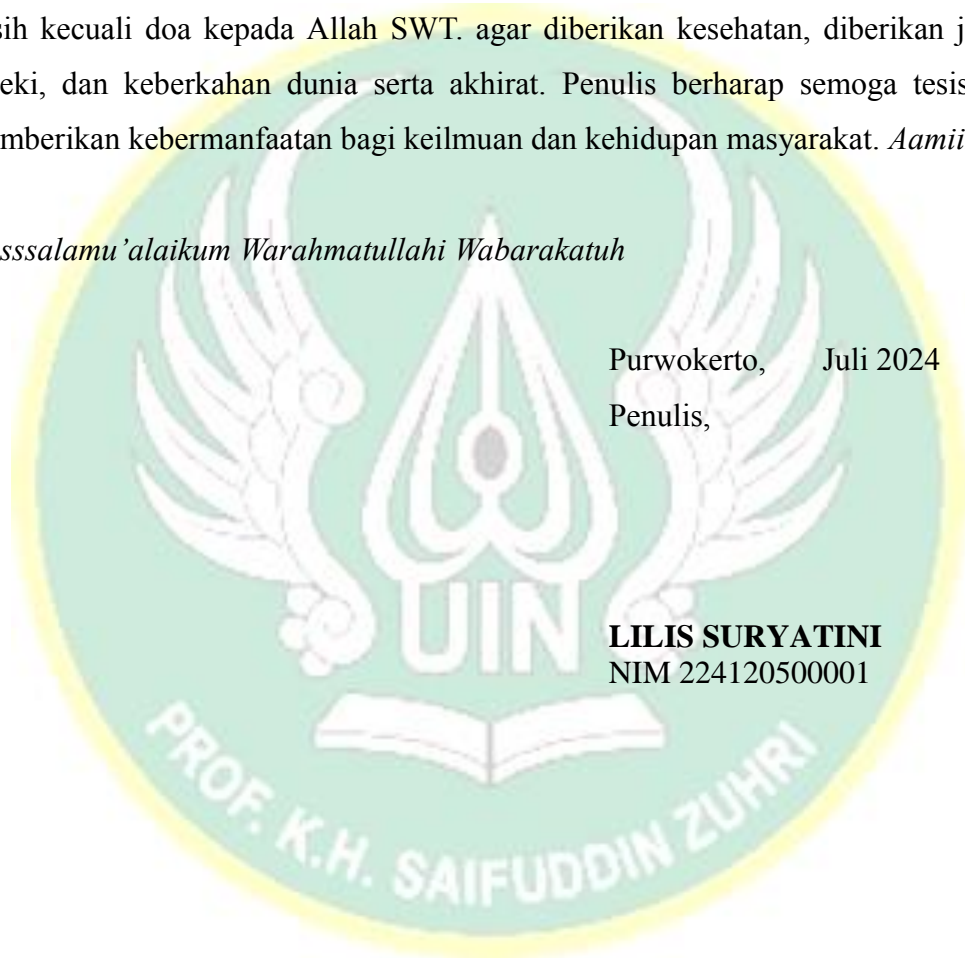 sih kecuali doa kepada Allah SWT. agar diberikan kesehatan, diberikan j
eki, dan keberkahan dunia serta akhirat. Penulis berharap semoga tesis
mberikan kebermanfaatan bagi keilmuan dan kehidupan masyarakat. Aamii
sssalamu’alaikum Warahmatullahi Wabarakatuh
Purwokerto, Juli 2024
Penulis,
UIN
LILIS SURYATINI
NIM 224120500001
PROF. K.H. SAIFUDDIN ZUHRI